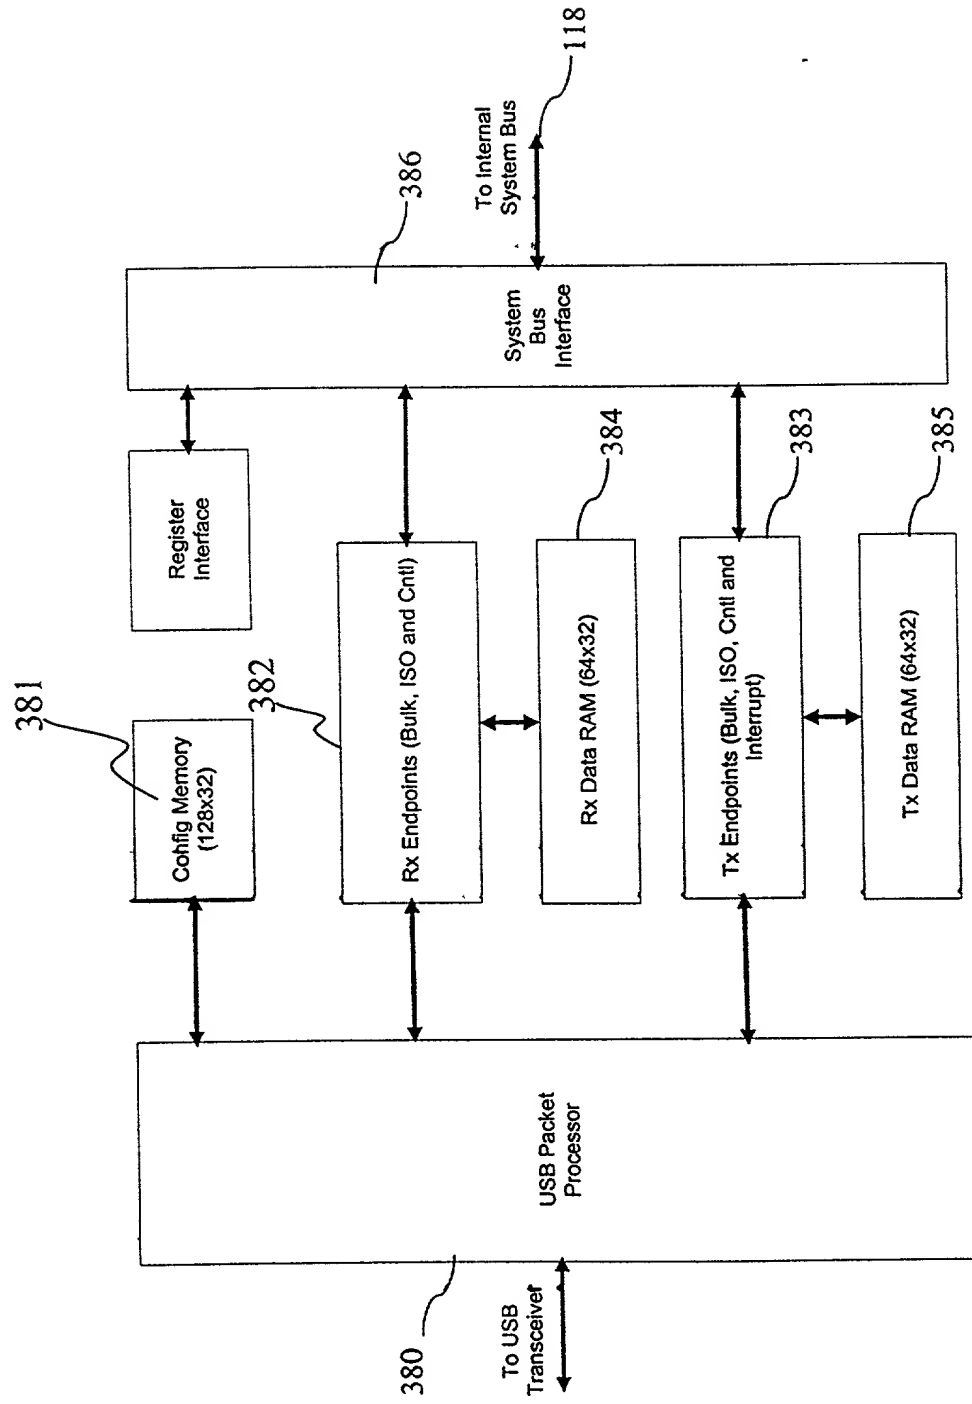 381
Cohfig Memory
(128x32)
Register
Interface
382
Rx Endpoints (Bulk, ISO and Cntl)
384
Rx Data RAM (64x32)
383
Tx Endpoints (Bulk, ISO, Cntl and
Interrupt)
385
Tx Data RAM (64x32)
380
USB Packet
Processor
To USB
Transceiver
386
System
Bus
Interface
To Internal
System Bus
118